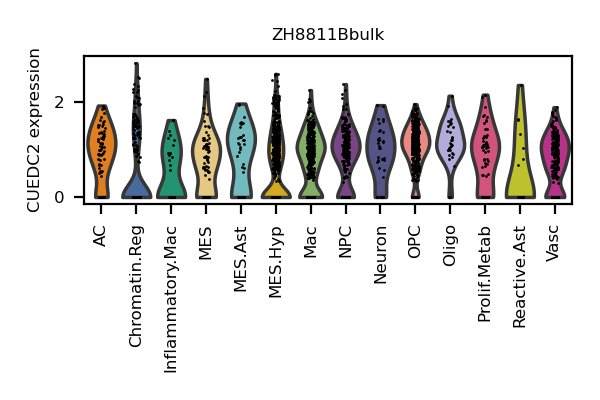 ZH8811Bbulk
CUEDC2 expression
2
0
AC
Chromatin.Reg
Inflammatory.Mac
MES
MES.Ast
MES.Hyp
Mac
NPC
Neuron
OPC
Oligo
Prolif.Metab
Reactive.Ast
Vasc